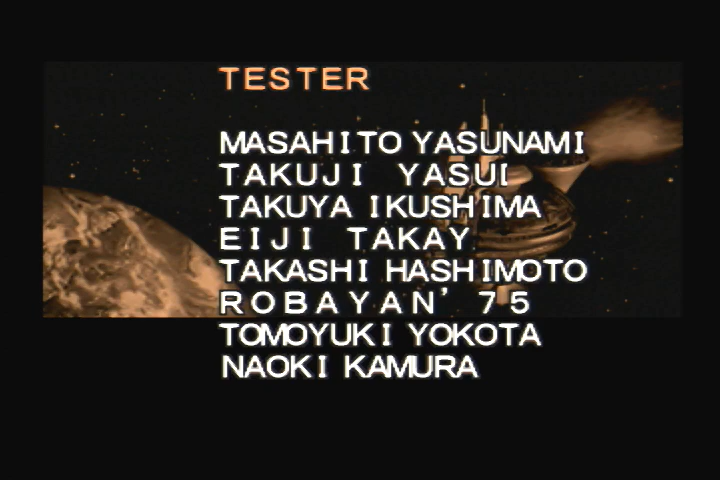 TESTER
MASAHITO YASUNAMI
TAKUJI YASUI
TAKUYA IKUSHIMA
EIJI TAKAY
TAKASHI HASHIMOTO
ROBAYAN'75
TOMOYUKI YOKOTA
NAOKI KAMURA